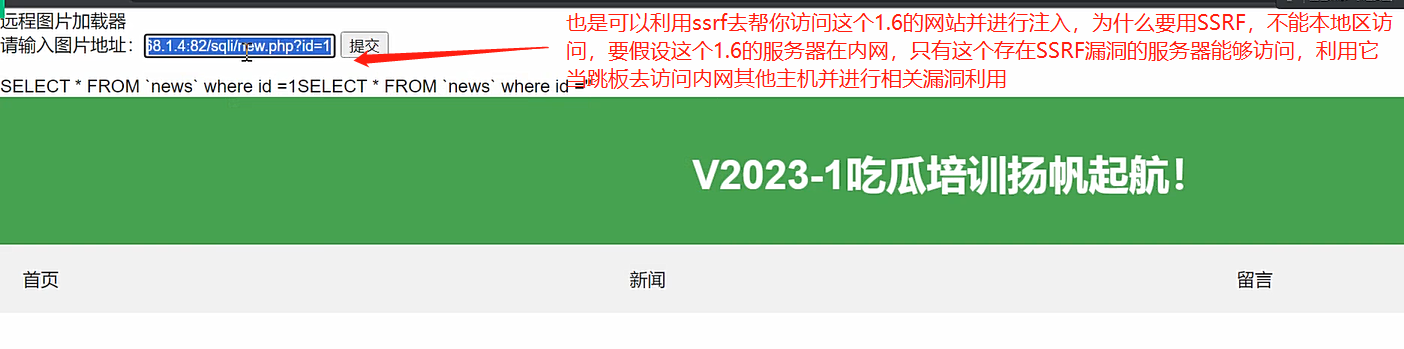 远程图片加载器
请输入图片地址：68.1.4:82/sqli/new.php?id=1 提交
也是可以利用ssrf去帮你访问这个1.6的网站并进行注入，为什么要用SSRF，不能本地区访
问，要假设这个1.6的服务器在内网，只有这个存在SSRF漏洞的服务器能够访问，利用它
当跳板去访问内网其他主机并进行相关漏洞利用
SELECT * FROM `news` where id =1SELECT * FROM `news` where id =''
V2023-1吃瓜培训扬帆起航！
首页 新闻 留言